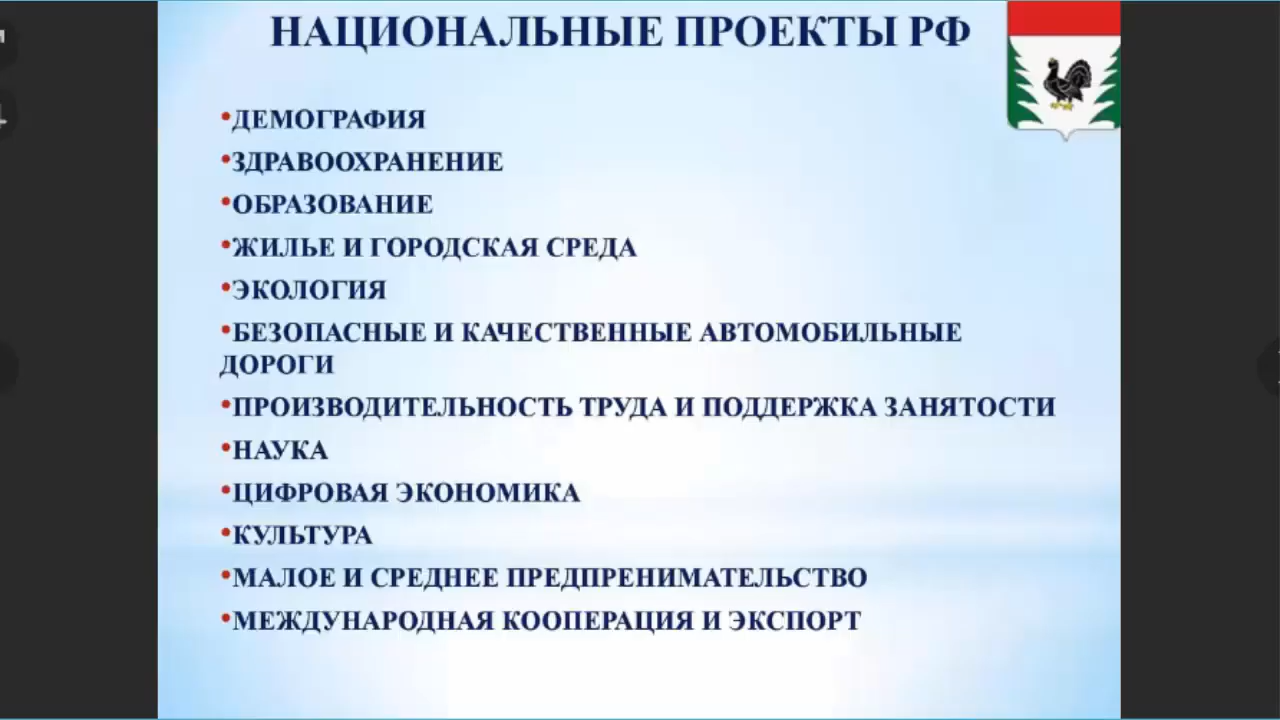 НАЦИОНАЛЬНЫЕ ПРОЕКТЫ РФ
•ДЕМОГРАФИЯ
•ЗДРАВООХРАНЕНИЕ
•ОБРАЗОВАНИЕ
•ЖИЛЬЕ И ГОРОДСКАЯ СРЕДА
•ЭКОЛОГИЯ
•БЕЗОПАСНЫЕ И КАЧЕСТВЕННЫЕ АВТОМОБИЛЬНЫЕ
ДОРОГИ
•ПРОИЗВОДИТЕЛЬНОСТЬ ТРУДА И ПОДДЕРЖКА ЗАНЯТОСТИ
•НАУКА
•ЦИФРОВАЯ ЭКОНОМИКА
•КУЛЬТУРА
•МАЛОЕ И СРЕДНЕЕ ПРЕДПРЕНИМАТЕЛЬСТВО
•МЕЖДУНАРОДНАЯ КООПЕРАЦИЯ И ЭКСПОРТ